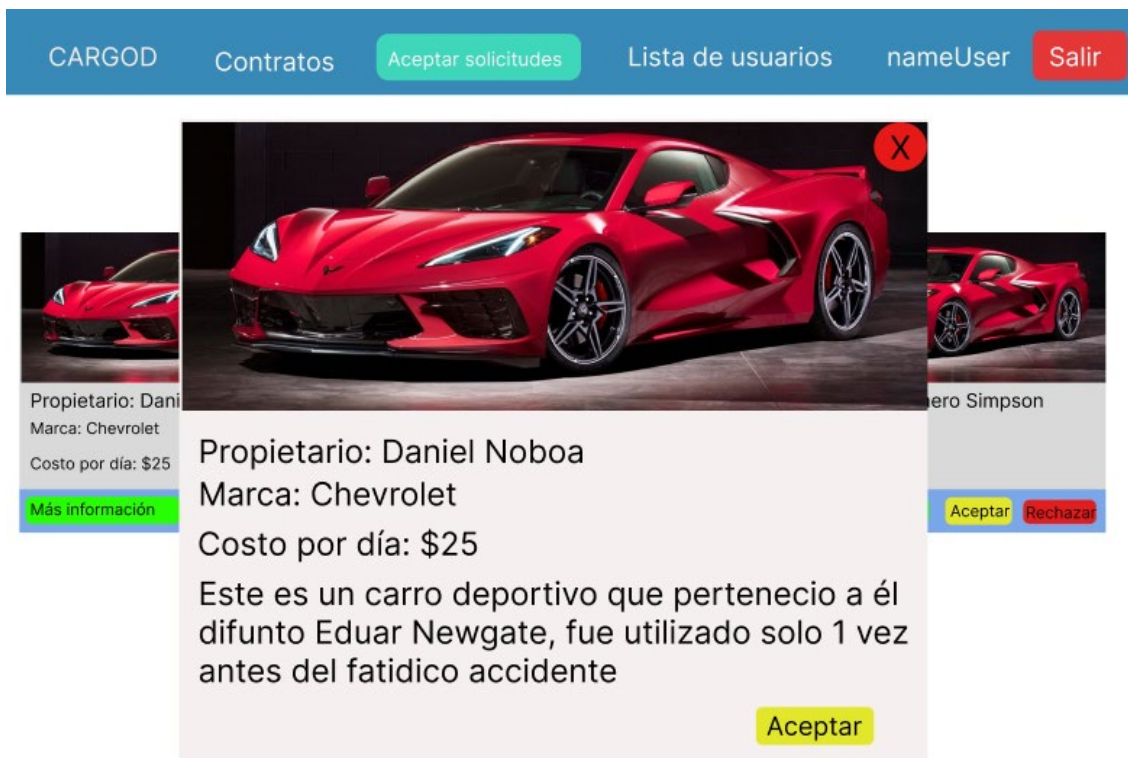 CARGOD Contratos Aceptar solicitudes Lista de usuarios nameUser Salir
X
Propietario: Daniel Noboa
Marca: Chevrolet
Costo por día: $25
Este es un carro deportivo que pertenecio a él
difunto Eduar Newgate, fue utilizado solo 1 vez
antes del fatidico accidente
Aceptar
Propietario: Dani
Marca: Chevrolet
Costo por día: $25
Más información
Simpson
Aceptar Rechazar